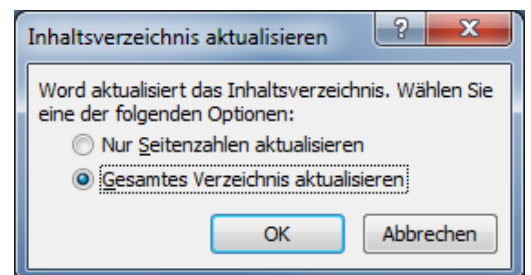 Inhaltsverzeichnis aktualisieren
?
Word aktualisiert das Inhaltsverzeichnis. Wählen Sie
eine der folgenden Optionen:
Nur Seitenzahlen aktualisieren
Gesamtes Verzeichnis aktualisieren
OK Abbrechen